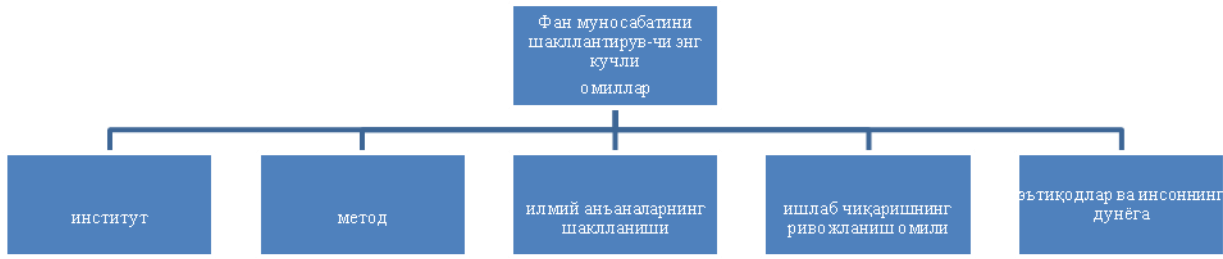 Фан муносабатини
шакллантирув-чи энг
кучли
омиллар
институт
метод
илмий анъаналарнинг
шаклланиши
ишлаб чиқаришнинг
ривожланиш омили
эътиқодлар ва инсоннинг
дунёга